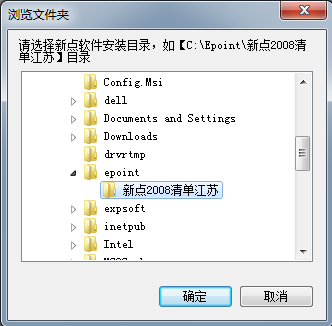 浏览文件夹
请选择新点软件安装目录，如【C:\Epoint\新点2008清
单江苏】目录
Config.Msi
dell
Documents and Settings
Downloads
drvrtmp
epoint
新点2008清单江苏
expsoft
inetpub
Intel
确定
取消